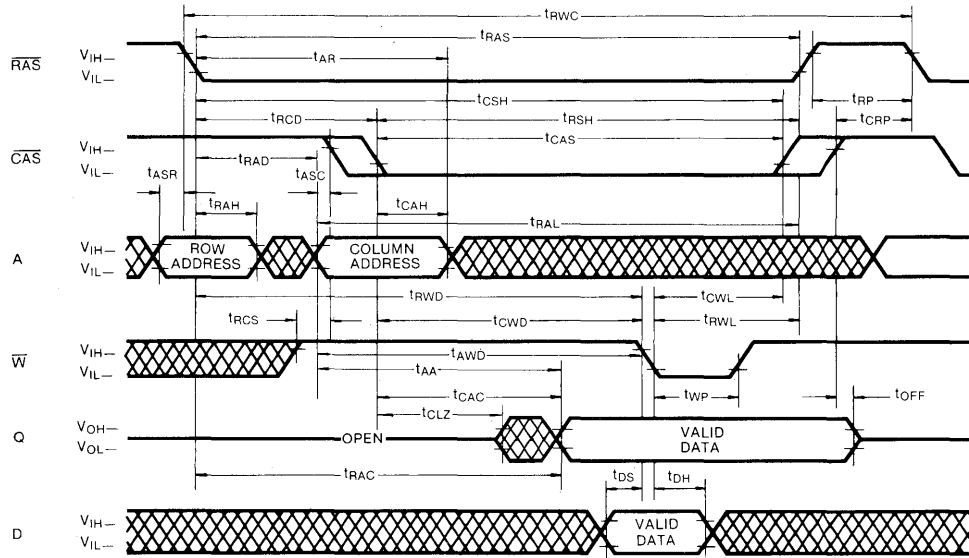 tRWC
tRAS
tAR
RAS
VIH
VIL
tCSH
tRP
tRCD
tRSH
tCRP
tCAS
CAS
VIH
VIL
tRAD
tASC
tASR
tRAH
tCAH
tRAL
A
VIH
VIL
ROW
ADDRESS
COLUMN
ADDRESS
tRWD
tCWL
tCWD
tRWL
tRCS
W
VIH
VIL
tAWD
tAA
tWP
tOFF
tCAC
tCLZ
Q
VOH
VOL
OPEN
VALID
DATA
tRAC
tDS
tDH
D
VIH
VIL
VALID
DATA